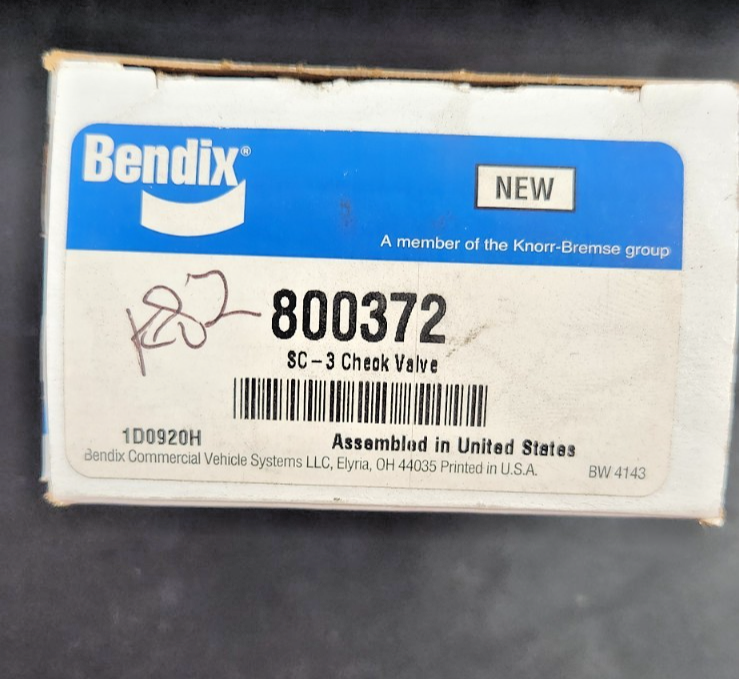 Bendix®
NEW
A member of the Knorr-Bremse group
800372
SC-3 Check Valve
1D0920H
Assembled in United States
Bendix Commercial Vehicle Systems LLC, Elyria, OH 44035 Printed in U.S.A.
BW 4143